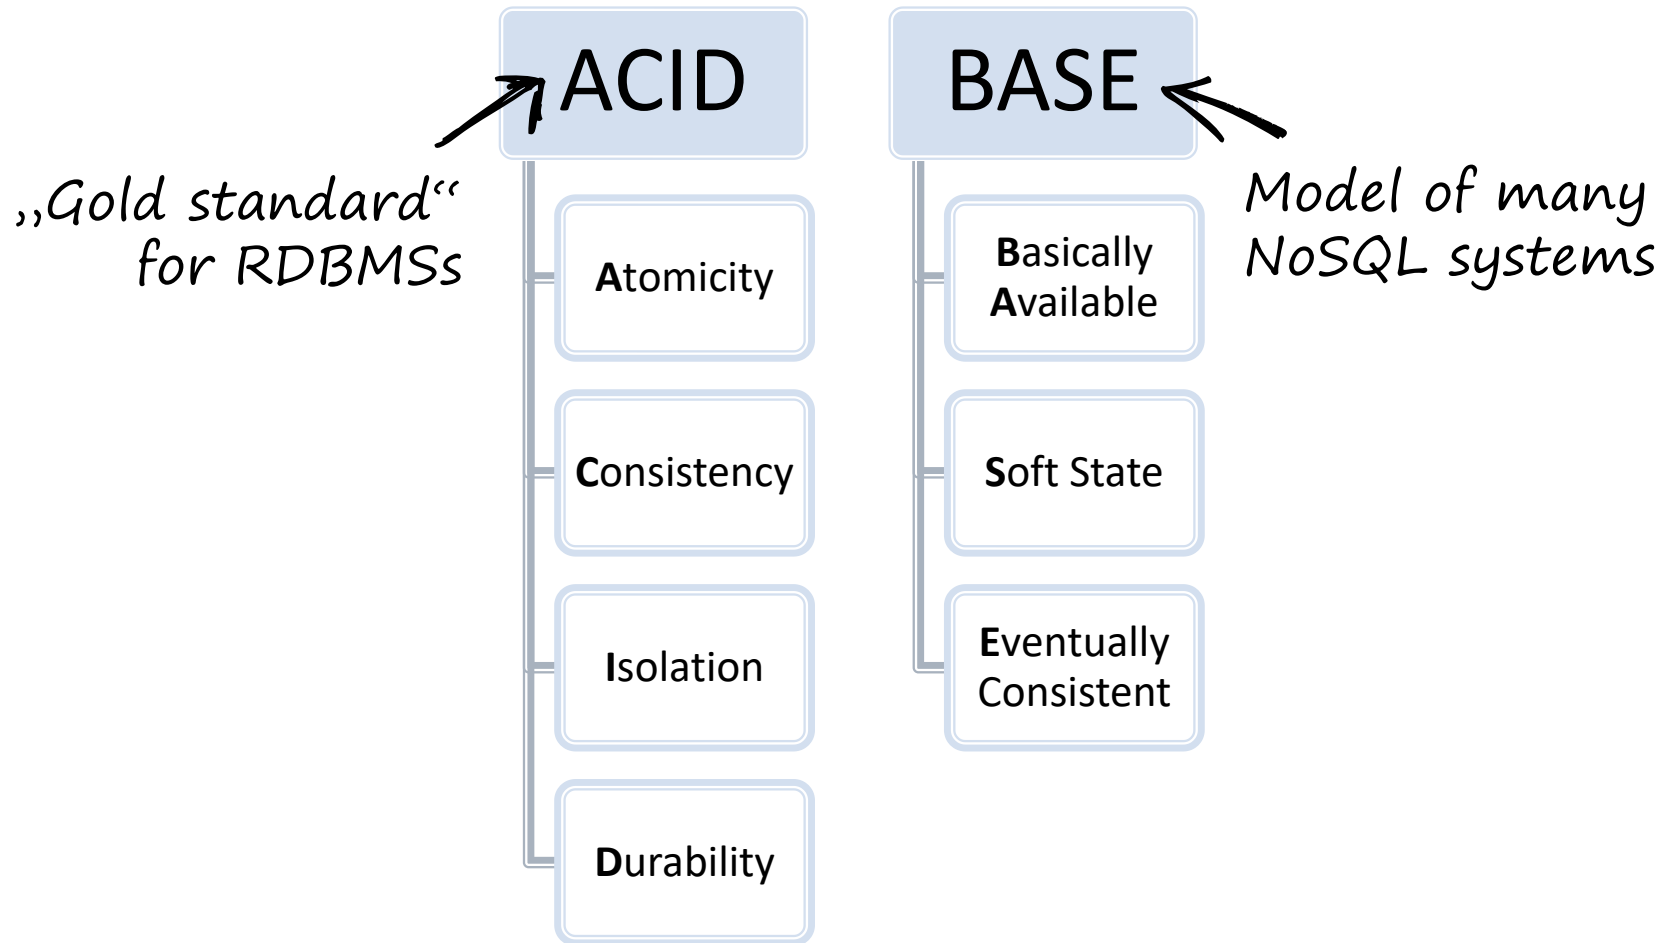 ACID
BASE
„Gold standard“
for RDBMSs
Model of many
NoSQL systems
Atomicity
Consistency
Isolation
Durability
Basically
Available
Soft State
Eventually
Consistent